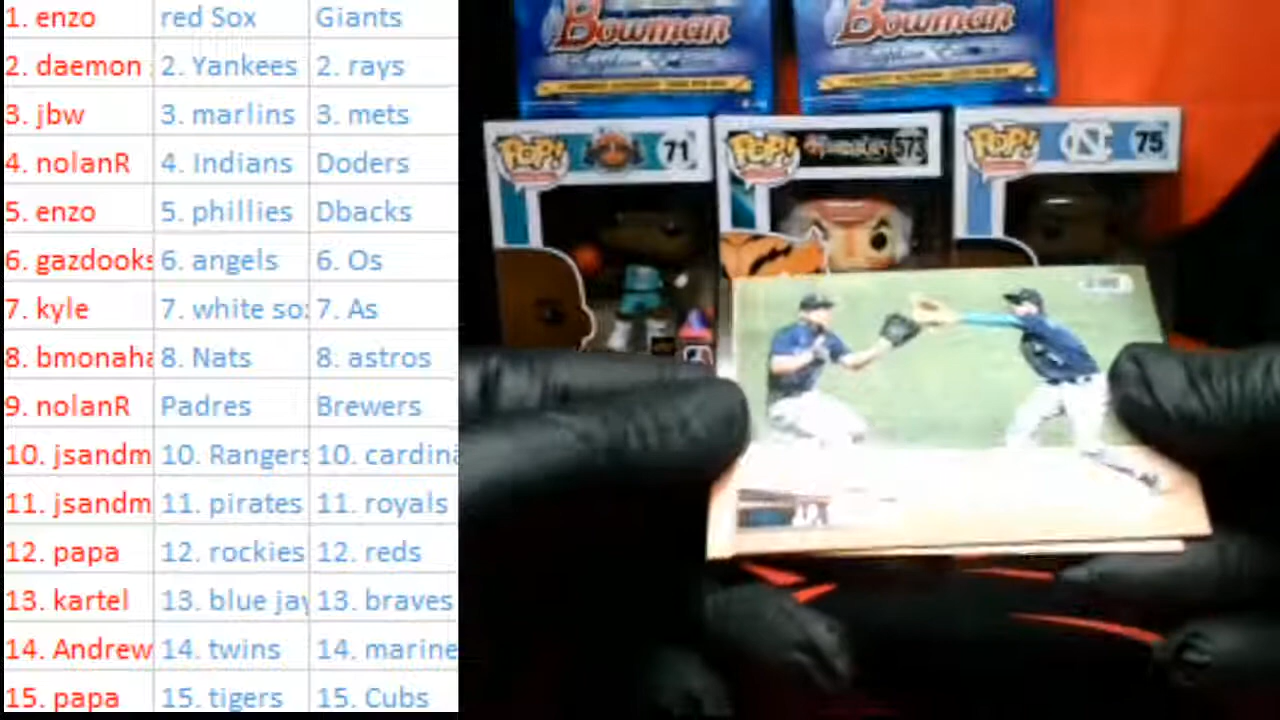 1. enzo red Sox Giants
2. daemon 2. Yankees 2. rays
3. jbw 3. marlins 3. mets
4. nolanR 4. Indians Doders
5. enzo 5. phillies Dbacks
6. gazdooks 6. angels 6. Os
7. kyle 7. white so 7. As
8. bmonaha 8. Nats 8. astros
9. nolanR Padres Brewers
10. jsandm 10. Rangers 10. cardina
11. jsandm 11. pirates 11. royals
12. papa 12. rockies 12. reds
13. kartel 13. blue jay 13. braves
14. Andrew 14. twins 14. marine
15. papa 15. tigers 15. Cubs
Bowman Bowman
POP! 71 POP! 573 POP! NC 75